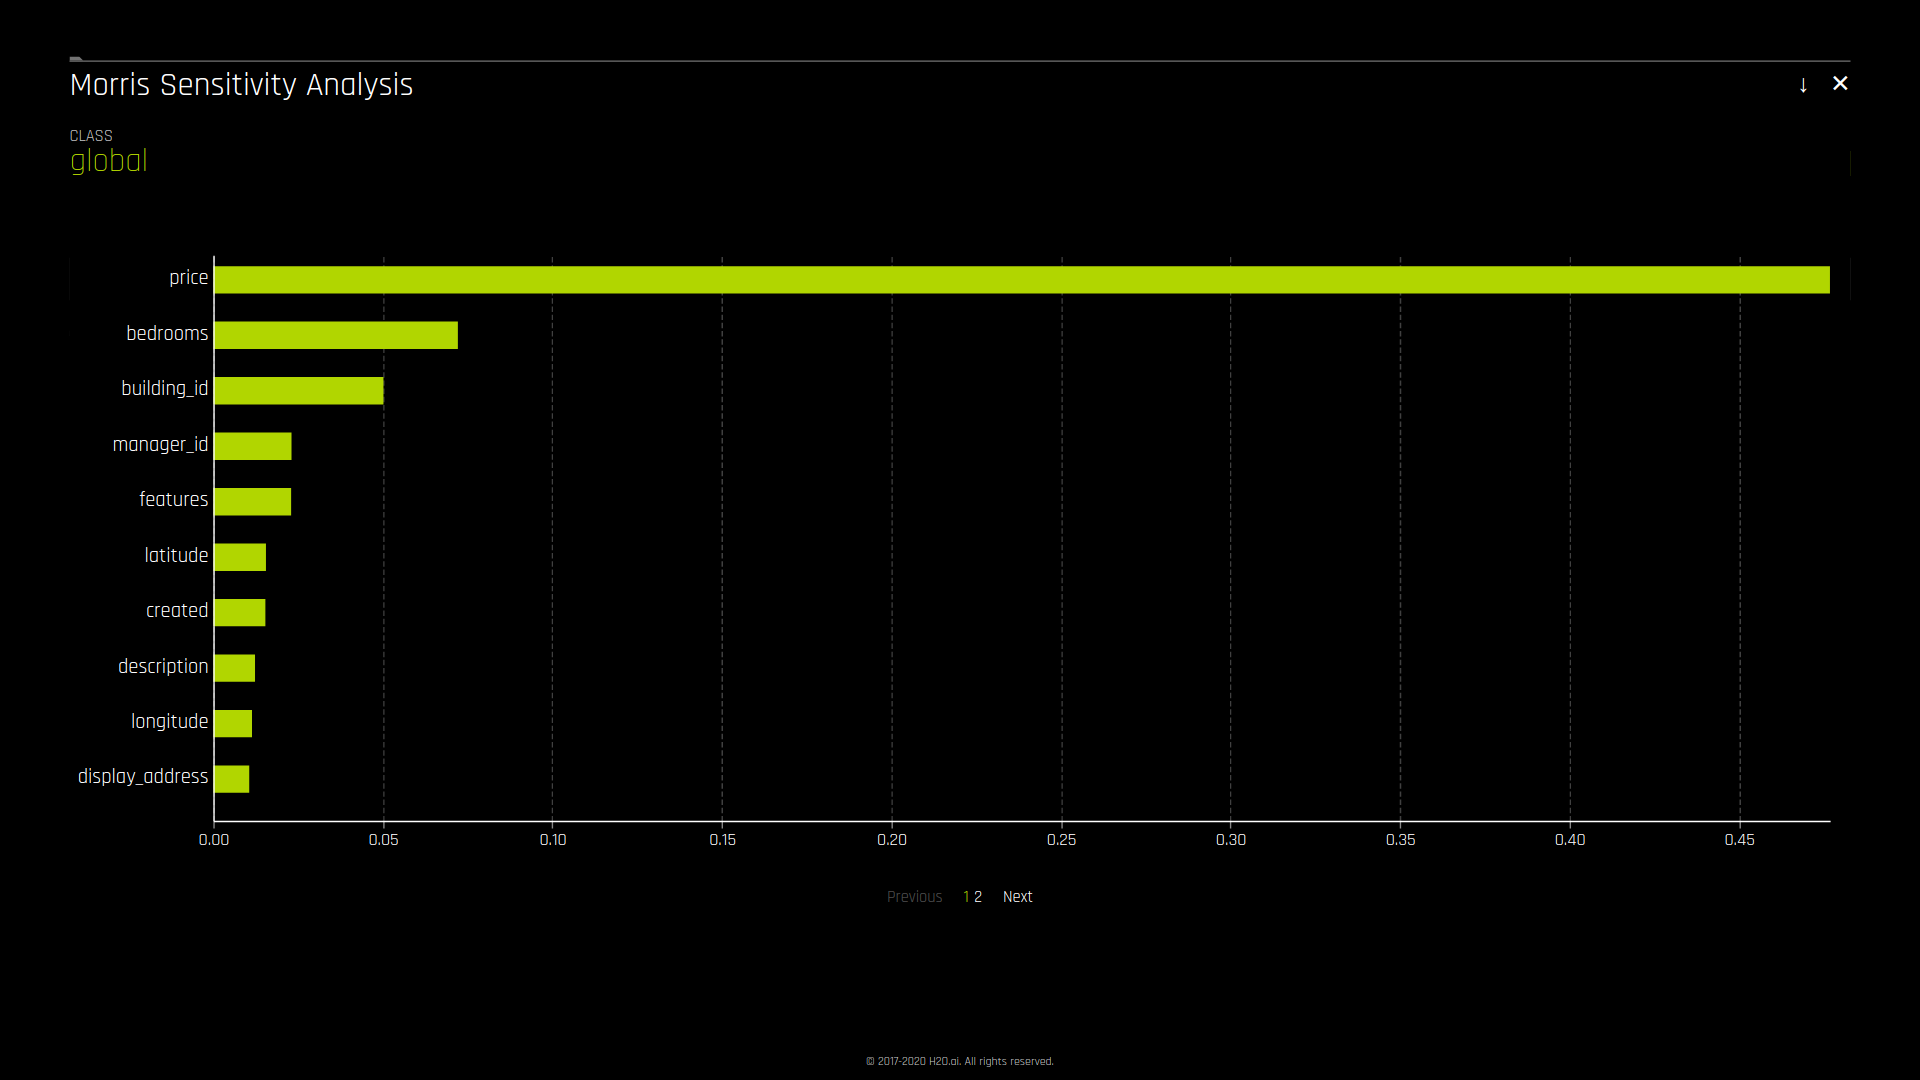 Morris Sensitivity Analysis ↓ ✕
CLASS
global
price
bedrooms
building_id
manager_id
features
latitude
created
description
longitude
display_address
0.00 0.05 0.10 0.15 0.20 0.25 0.30 0.35 0.40 0.45
Previous 1 2 Next
© 2017-2020 H2O.ai. All rights reserved.